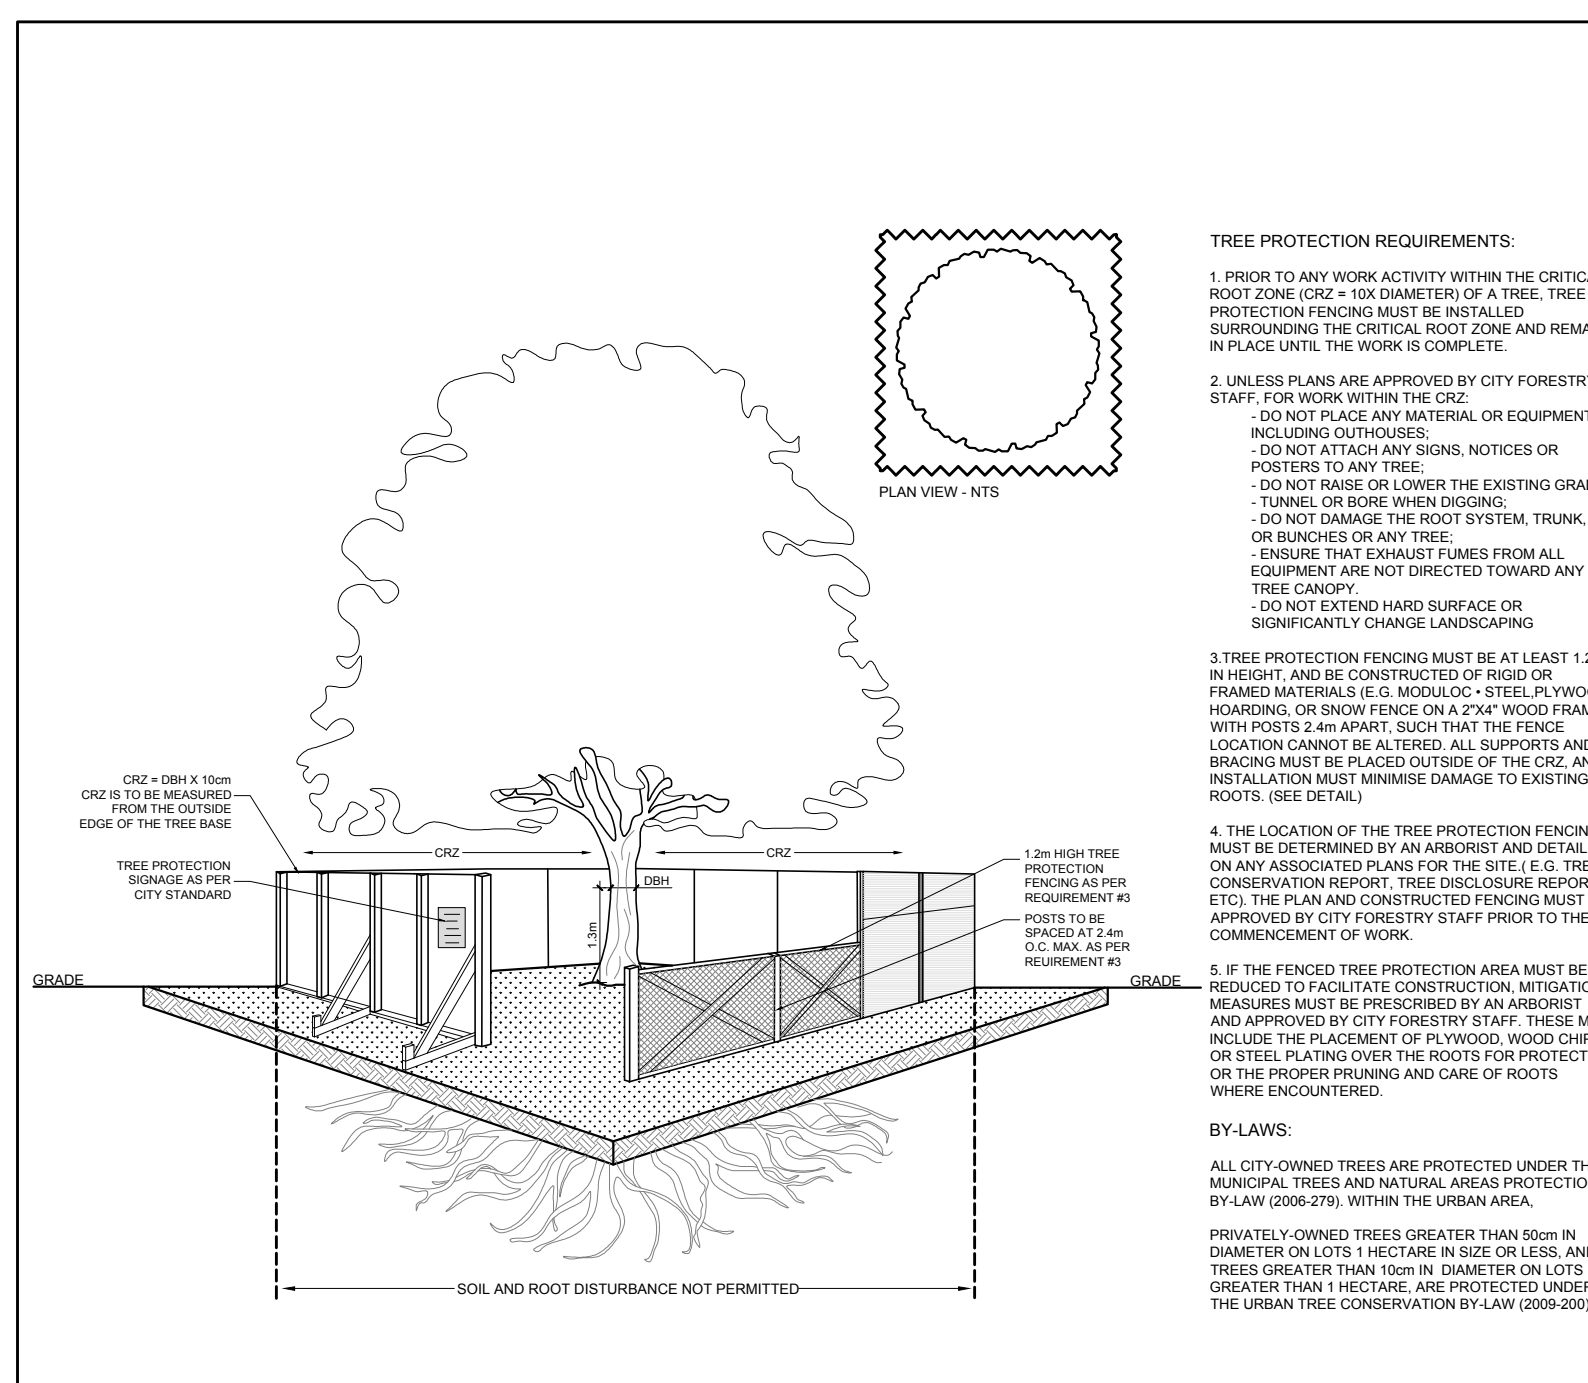 PLAN VIEW - NTS
CRZ = DBH X 10cm
CRZ IS TO BE MEASURED
FROM THE OUTSIDE
EDGE OF THE TREE BASE
TREE PROTECTION
SIGNAGE AS PER
CITY STANDARD
CRZ
CRZ
DBH
1.3m
1.2m HIGH TREE
PROTECTION
FENCING AS PER
REQUIREMENT #3
POSTS TO BE
SPACED AT 2.4m
O.C. MAX. AS PER
REUIREMENT #3
GRADE
GRADE
SOIL AND ROOT DISTURBANCE NOT PERMITTED
TREE PROTECTION REQUIREMENTS:
1. PRIOR TO ANY WORK ACTIVITY WITHIN THE CRITICA
ROOT ZONE (CRZ = 10X DIAMETER) OF A TREE, TREE
PROTECTION FENCING MUST BE INSTALLED
SURROUNDING THE CRITICAL ROOT ZONE AND REMA
IN PLACE UNTIL THE WORK IS COMPLETE.
2. UNLESS PLANS ARE APPROVED BY CITY FORESTRY
STAFF, FOR WORK WITHIN THE CRZ:
- DO NOT PLACE ANY MATERIAL OR EQUIPMENT
INCLUDING OUTHOUSES;
- DO NOT ATTACH ANY SIGNS, NOTICES OR
POSTERS TO ANY TREE;
- DO NOT RAISE OR LOWER THE EXISTING GRA
- TUNNEL OR BORE WHEN DIGGING;
- DO NOT DAMAGE THE ROOT SYSTEM, TRUNK,
OR BUNCHES OR ANY TREE;
- ENSURE THAT EXHAUST FUMES FROM ALL
EQUIPMENT ARE NOT DIRECTED TOWARD ANY
TREE CANOPY.
- DO NOT EXTEND HARD SURFACE OR
SIGNIFICANTLY CHANGE LANDSCAPING
3.TREE PROTECTION FENCING MUST BE AT LEAST 1.2
IN HEIGHT, AND BE CONSTRUCTED OF RIGID OR
FRAMED MATERIALS (E.G. MODULOC • STEEL,PLYWO
HOARDING, OR SNOW FENCE ON A 2"X4" WOOD FRAM
WITH POSTS 2.4m APART, SUCH THAT THE FENCE
LOCATION CANNOT BE ALTERED. ALL SUPPORTS AND
BRACING MUST BE PLACED OUTSIDE OF THE CRZ, AN
INSTALLATION MUST MINIMISE DAMAGE TO EXISTING
ROOTS. (SEE DETAIL)
4. THE LOCATION OF THE TREE PROTECTION FENCIN
MUST BE DETERMINED BY AN ARBORIST AND DETAIL
ON ANY ASSOCIATED PLANS FOR THE SITE.( E.G. TRE
CONSERVATION REPORT, TREE DISCLOSURE REPOR
ETC). THE PLAN AND CONSTRUCTED FENCING MUST
APPROVED BY CITY FORESTRY STAFF PRIOR TO THE
COMMENCEMENT OF WORK.
5. IF THE FENCED TREE PROTECTION AREA MUST BE
REDUCED TO FACILITATE CONSTRUCTION, MITIGATIO
MEASURES MUST BE PRESCRIBED BY AN ARBORIST
AND APPROVED BY CITY FORESTRY STAFF. THESE M
INCLUDE THE PLACEMENT OF PLYWOOD, WOOD CHIP
OR STEEL PLATING OVER THE ROOTS FOR PROTECT
OR THE PROPER PRUNING AND CARE OF ROOTS
WHERE ENCOUNTERED.
BY-LAWS:
ALL CITY-OWNED TREES ARE PROTECTED UNDER TH
MUNICIPAL TREES AND NATURAL AREAS PROTECTIO
BY-LAW (2006-279). WITHIN THE URBAN AREA,
PRIVATELY-OWNED TREES GREATER THAN 50cm IN
DIAMETER ON LOTS 1 HECTARE IN SIZE OR LESS, AN
TREES GREATER THAN 10cm IN DIAMETER ON LOTS
GREATER THAN 1 HECTARE, ARE PROTECTED UNDER
THE URBAN TREE CONSERVATION BY-LAW (2009-200)